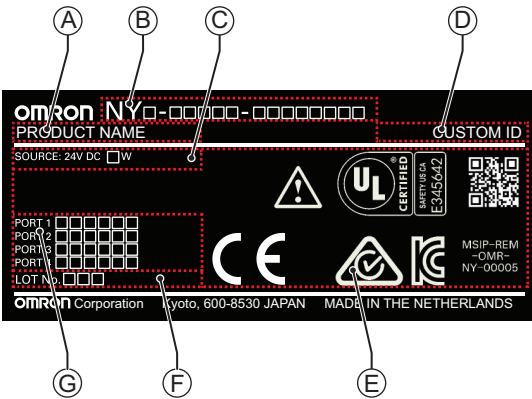 A B C D
OMRON NY□-□□□□□-□□□□□□□□
PRODUCT NAME CUSTOM ID
SOURCE: 24V DC □W
UL ® CERTIFIED SAFETY US CA E345642
PORT 1 □□□□□□
PORT 2 □□□□□□
PORT 3 □□□□□□
PORT 4 □□□□□□
CE
MSIP-REM
-OMR-
NY-00005
LOT No. □□□
OMRON Corporation Kyoto, 600-8530 JAPAN MADE IN THE NETHERLANDS
G F E